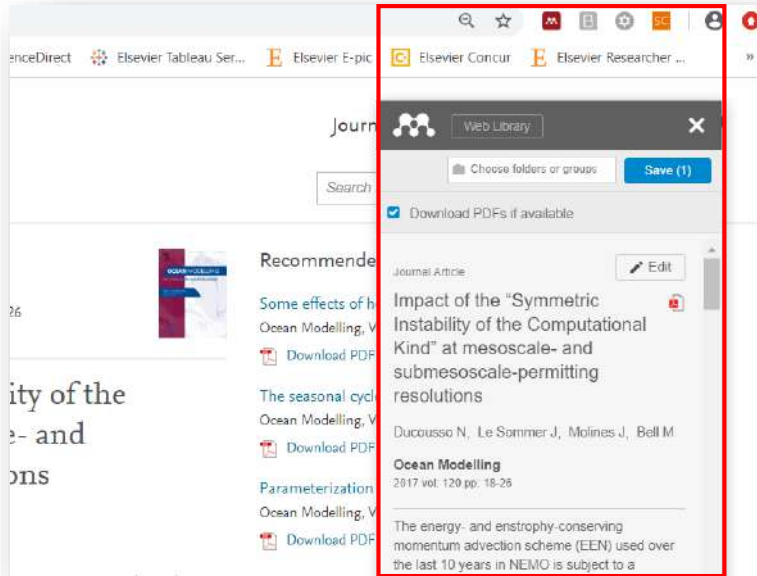 SC
enceDirect Elsevier Tableau Ser... Elsevier E-pic Elsevier Concur Elsevier Researcher ... »
Journ
Search
26
OCEAN MODELLING
ity of the
e- and
ons
Recommende
Some effects of h
Ocean Modelling, V
Download PDF
The seasonal cycl
Ocean Modelling, V
Download PDF
Parameterization
Ocean Modelling, V
Download PDF
Web Library
Choose folders or groups Save (1)
Download PDFs if available
Journal Article Edit
Impact of the “Symmetric
Instability of the Computational
Kind” at mesoscale- and
submesoscale-permitting
resolutions
Ducousso N, Le Sommer J, Molines J, Bell M
Ocean Modelling
2017 vol: 120 pp: 18-26
The energy- and enstrophy-conserving
momentum advection scheme (EEN) used over
the last 10 years in NEMO is subject to a